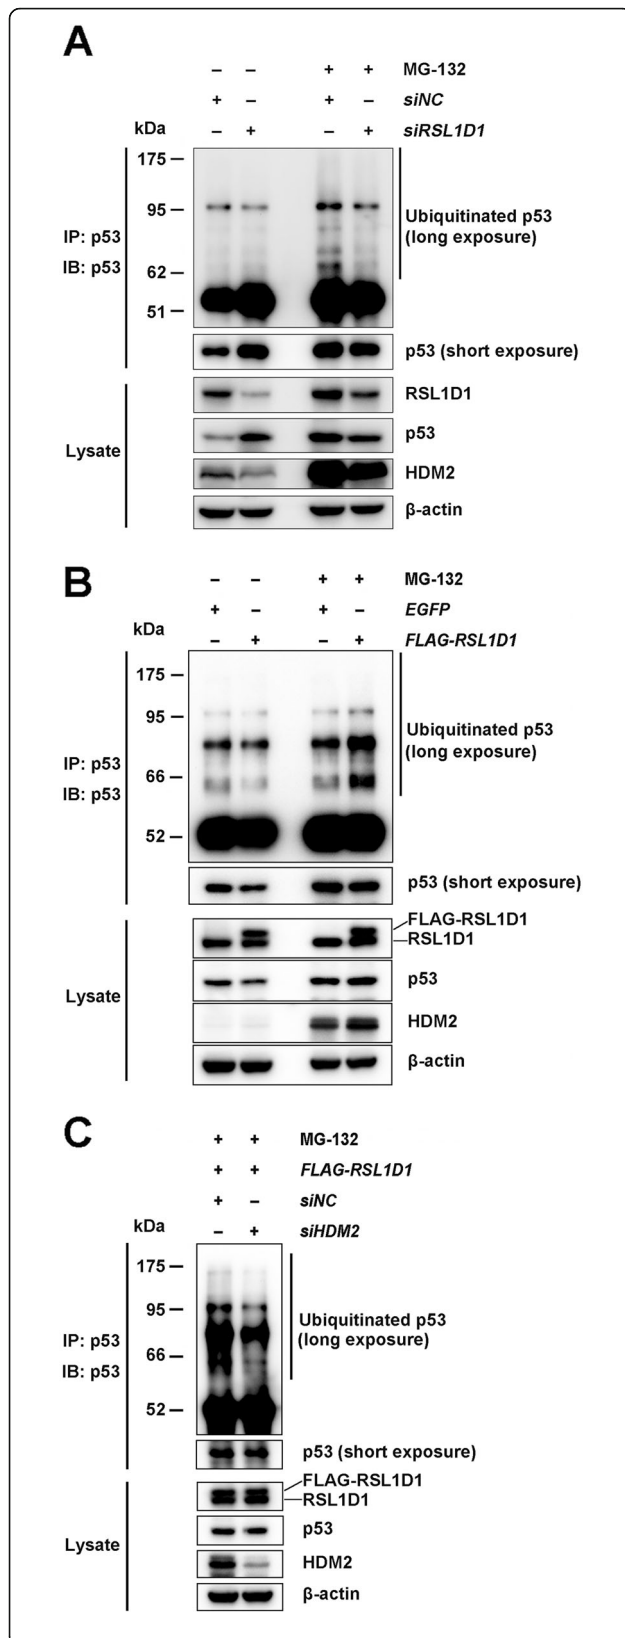 A
– – + + MG-132
+ – + – siNC
kDa – + – + siRSL1D1
175
95
Ubiquitinated p53
(long exposure)
IP: p53
IB: p53
62
51
p53 (short exposure)
RSL1D1
p53
Lysate
HDM2
β-actin
B
– – + + MG-132
+ – + – EGFP
kDa – + – + FLAG-RSL1D1
175
95
Ubiquitinated p53
(long exposure)
IP: p53
66
IB: p53
52
p53 (short exposure)
FLAG-RSL1D1
RSL1D1
p53
Lysate
HDM2
β-actin
C
+ + MG-132
+ + FLAG-RSL1D1
+ – siNC
kDa – + siHDM2
175
95
Ubiquitinated p53
(long exposure)
IP: p53
66
IB: p53
52
p53 (short exposure)
FLAG-RSL1D1
RSL1D1
p53
Lysate
HDM2
β-actin